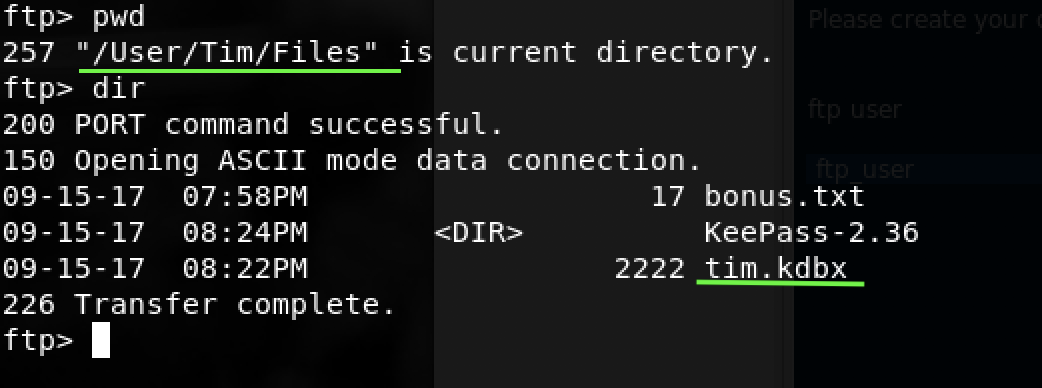 ftp> pwd
257 "/User/Tim/Files" is current directory.
ftp> dir
200 PORT command successful.
150 Opening ASCII mode data connection.
09-15-17  07:58PM                   17 bonus.txt
09-15-17  08:24PM       <DIR>          KeePass-2.36
09-15-17  08:22PM                 2222 tim.kdbx
226 Transfer complete.
ftp>
Please create your
ftp user
ftp_user